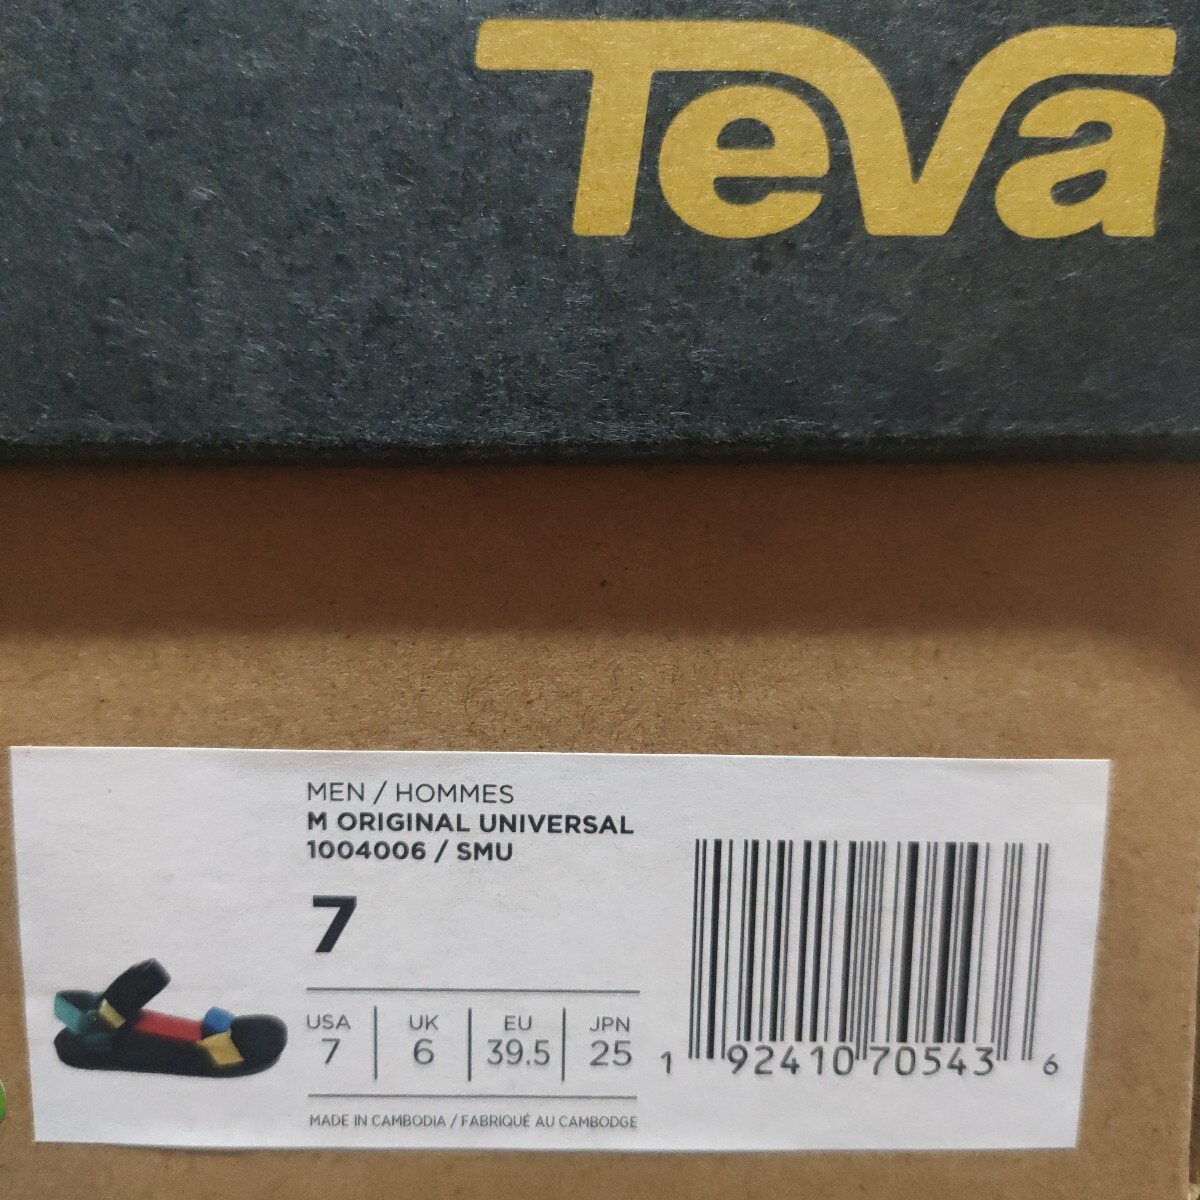 Teva
MEN / HOMMES
M ORIGINAL UNIVERSAL
1004006 / SMU
7
USA UK EU JPN
7 6 39.5 25
MADE IN CAMBODIA / FABRIQUÉ AU CAMBODGE
1 92410 70543 6